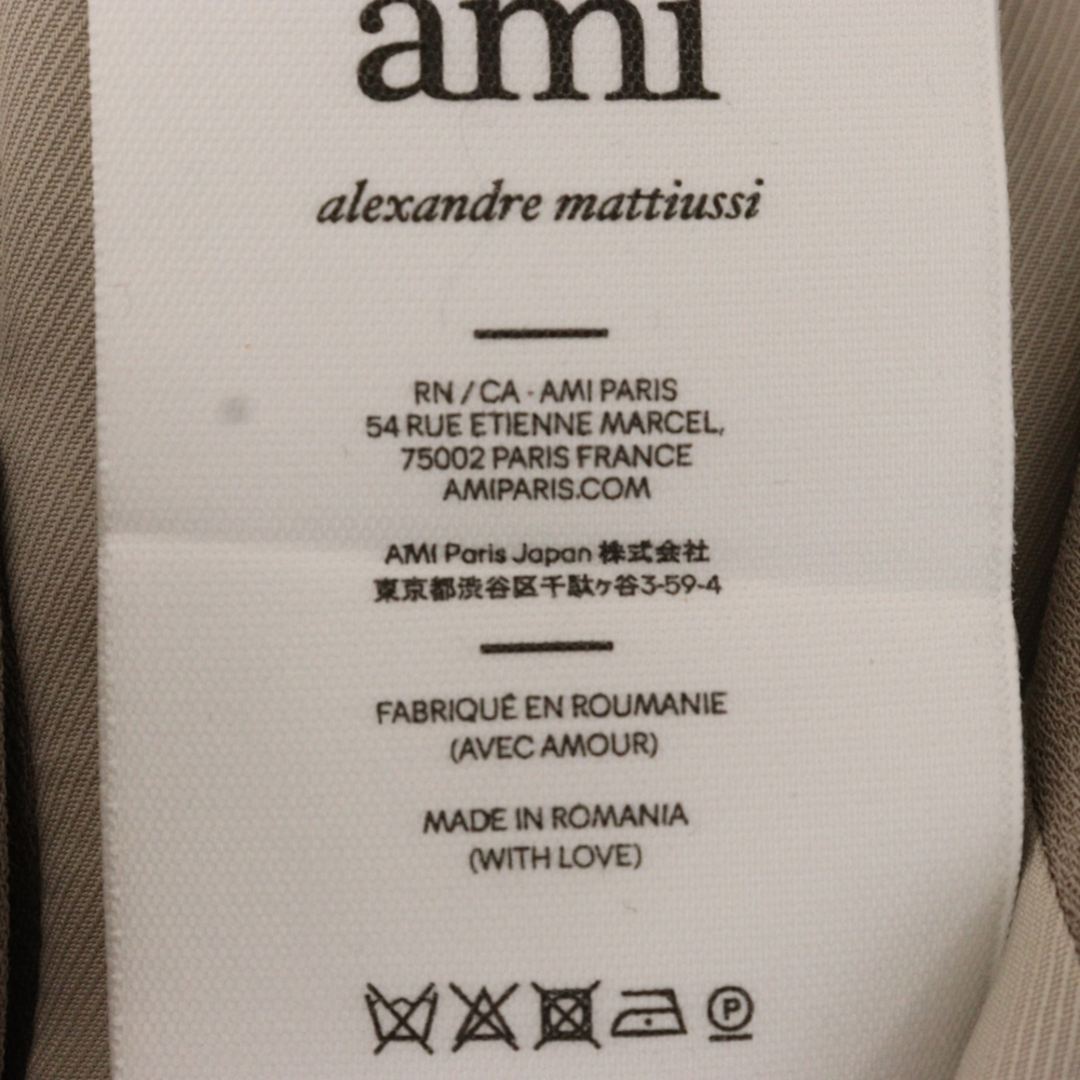 ami
alexandre mattiussi
RN / CA - AMI PARIS
54 RUE ETIENNE MARCEL,
75002 PARIS FRANCE
AMIPARIS.COM
AMI Paris Japan 株式会社
東京都渋谷区千駄ヶ谷3-59-4
FABRIQUÉ EN ROUMANIE
(AVEC AMOUR)
MADE IN ROMANIA
(WITH LOVE)
P